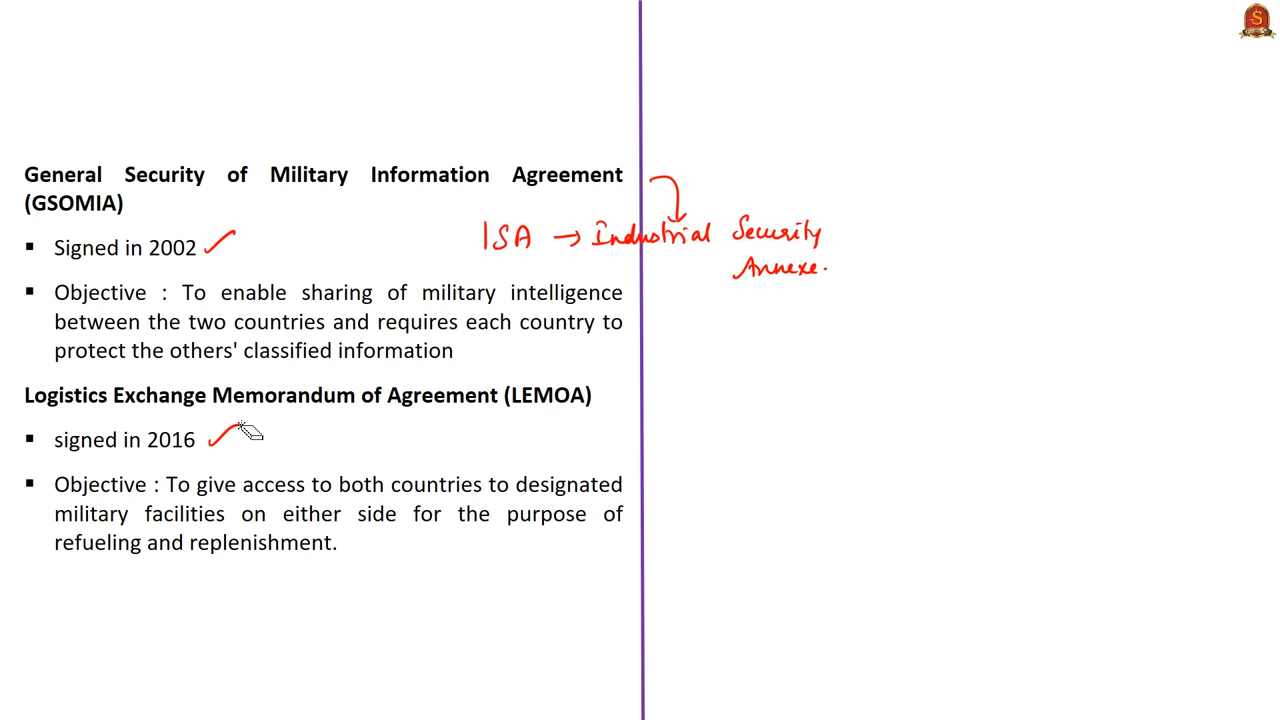 General Security of Military Information Agreement
(GSOMIA)
▪ Signed in 2002
ISA → Industrial Security
Annexe.
▪ Objective : To enable sharing of military intelligence
between the two countries and requires each country to
protect the others' classified information
Logistics Exchange Memorandum of Agreement (LEMOA)
▪ signed in 2016
▪ Objective : To give access to both countries to designated
military facilities on either side for the purpose of
refueling and replenishment.